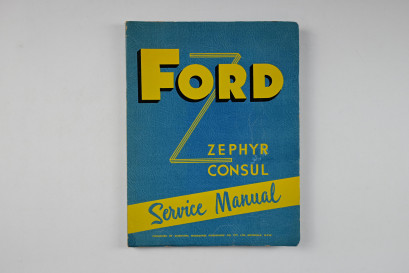 FORD
Z
ZEPHYR
CONSUL
Service Manual